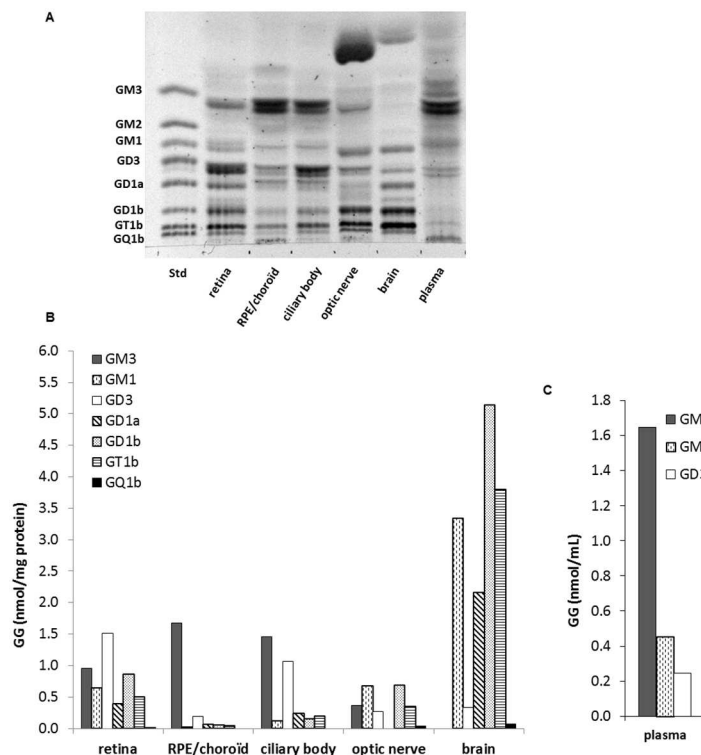 A
GM3
GM2
GM1
GD3
GD1a
GD1b
GT1b
GQ1b
Std
retina
RPE/choroïd
ciliary body
optic nerve
brain
plasma
B
6.0
5.5
5.0
4.5
4.0
3.5
3.0
2.5
2.0
1.5
1.0
0.5
0.0
GG (nmol/mg protein)
GM3
GM1
GD3
GD1a
GD1b
GT1b
GQ1b
retina RPE/choroïd ciliary body optic nerve brain
C
1.8
1.6
1.4
1.2
1.0
0.8
0.6
0.4
0.2
0.0
GG (nmol/mL)
GM
GM
GD3
plasma